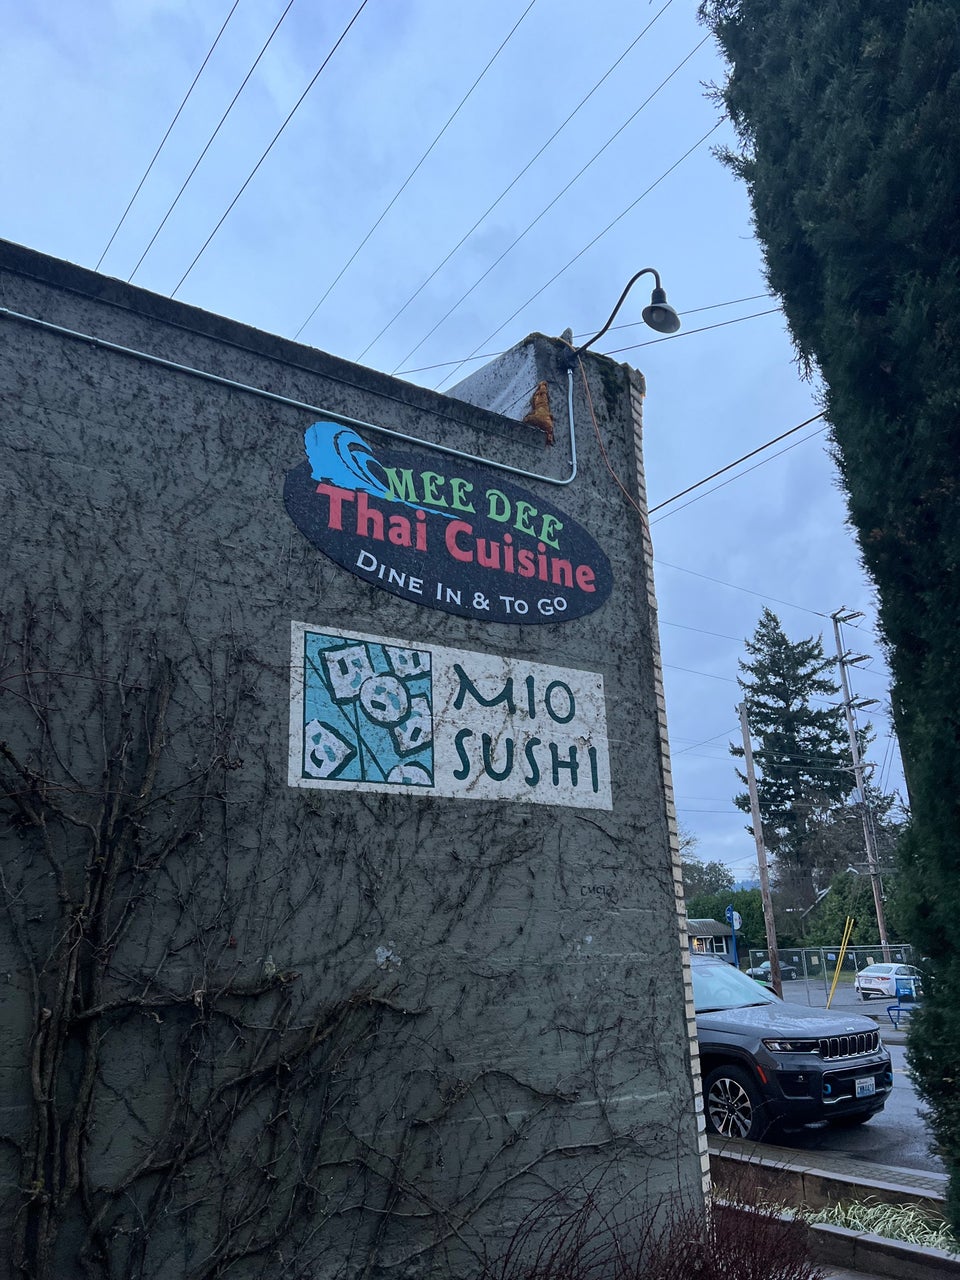 MEE DEE
Thai Cuisine
DINE IN & TO GO
MIO
SUSHI